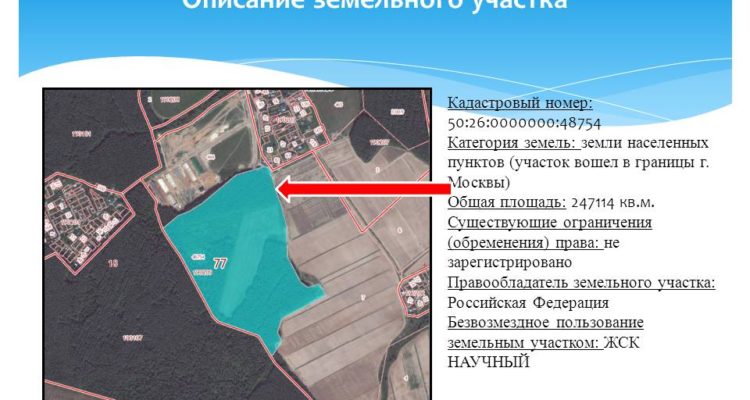 Описание земельного участка
Кадастровый номер:
50:26:0000000:48754
Категория земель: земли населенных
пунктов (участок вошел в границы г.
Москвы)
Общая площадь: 247114 кв.м.
Существующие ограничения
(обременения) права: не
зарегистрировано
Правообладатель земельного участка:
Российская Федерация
Безвозмездное пользование
земельным участком: ЖСК
НАУЧНЫЙ
77
18